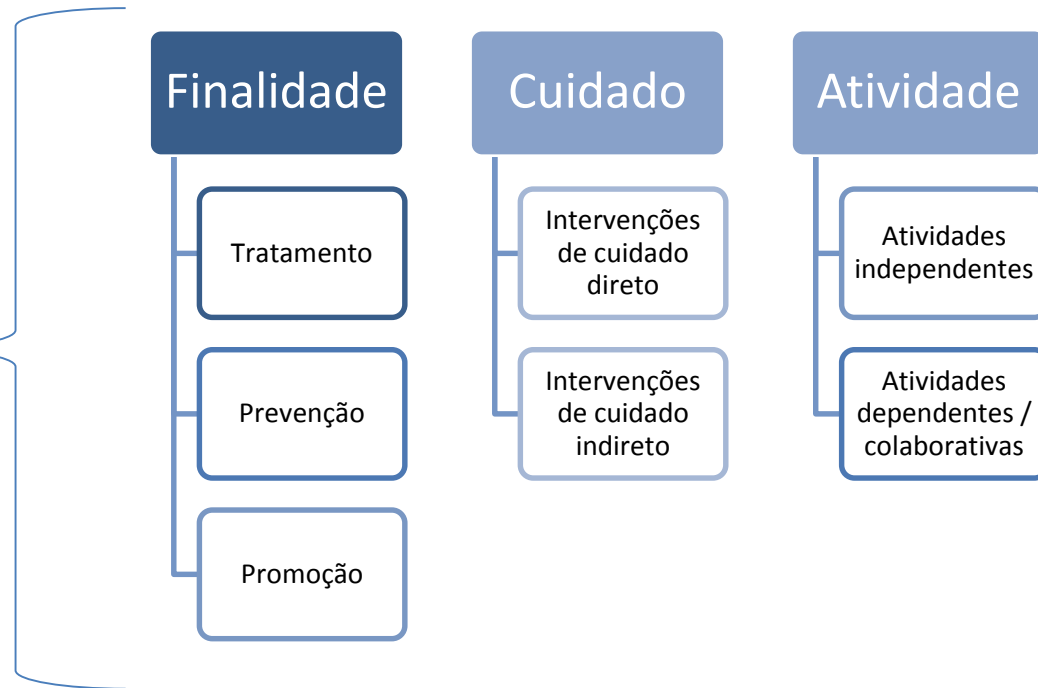 Finalidade
Tratamento
Prevenção
Promoção
Cuidado
Intervenções
de cuidado
direto
Intervenções
de cuidado
indireto
Atividade
Atividades
independentes
Atividades
dependentes /
colaborativas